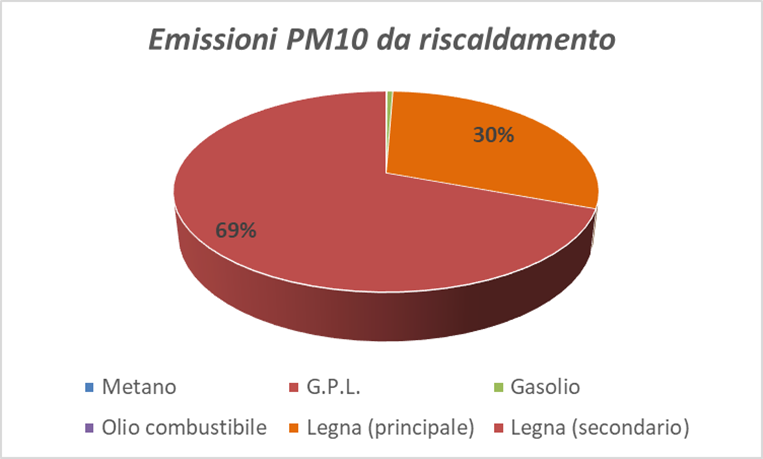 Emissioni PM10 da riscaldamento
30%
69%
Metano G.P.L. Gasolio
Olio combustibile Legna (principale) Legna (secondario)